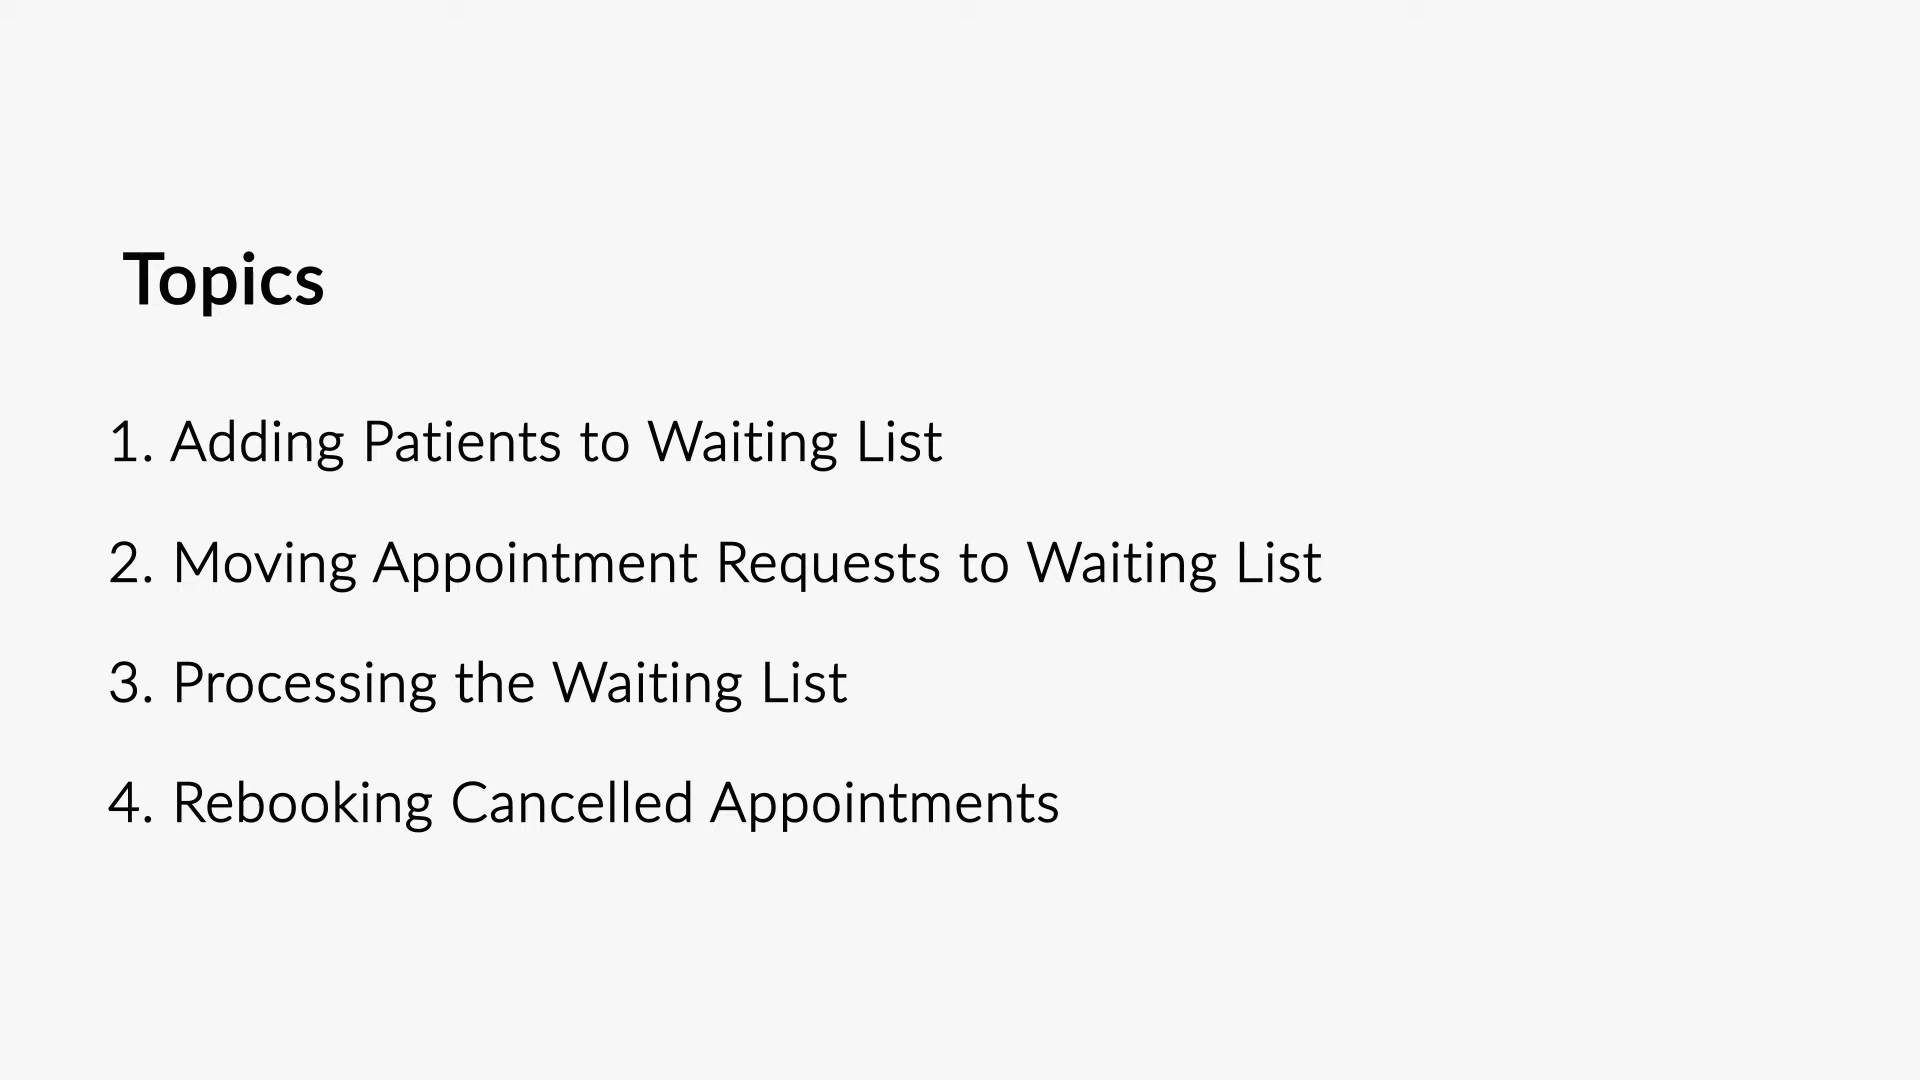 Topics
1. Adding Patients to Waiting List
2. Moving Appointment Requests to Waiting List
3. Processing the Waiting List
4. Rebooking Cancelled Appointments